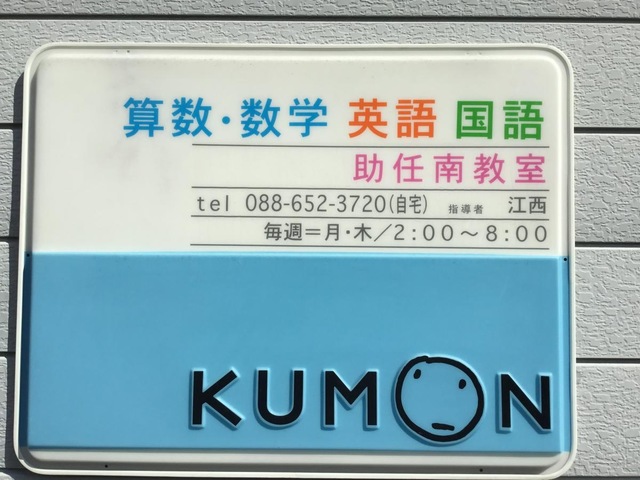 算数・数学 英語 国語
助任南教室
tel 088-652-3720(自宅) 指導者 江西
毎週=月・木/2:00〜8:00
KUMON